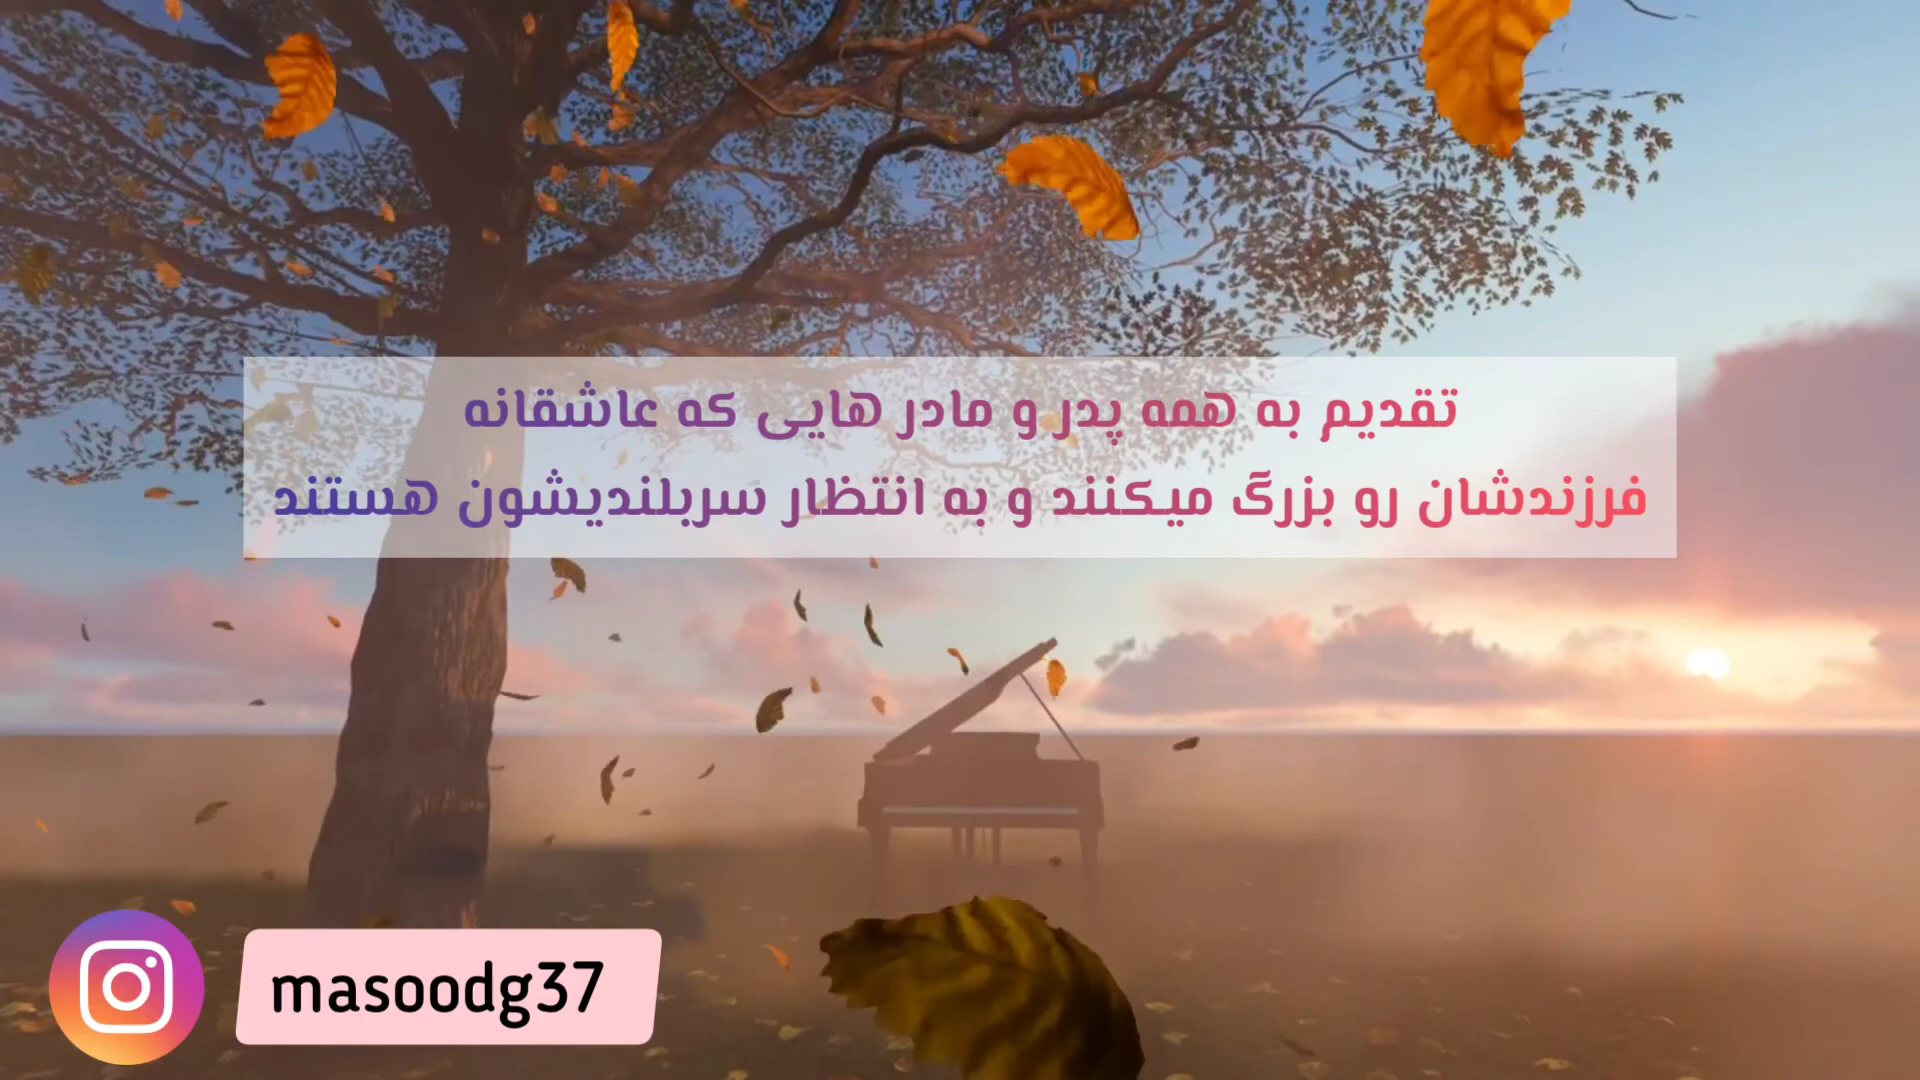 تقدیم به همه پدر و مادر هایی که عاشقانه
فرزندشان رو بزرگ میکنند و به انتظار سربلندیشون هستند
masoodg37